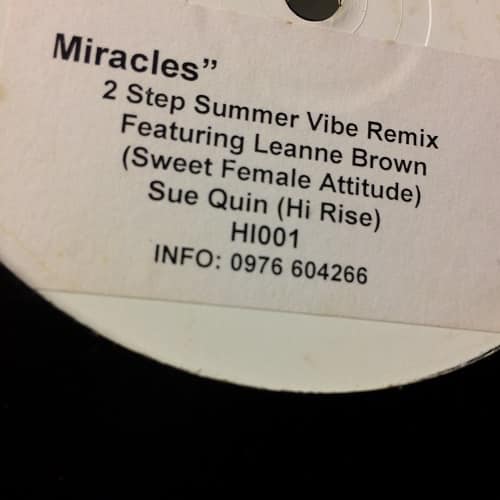 Miracles”
2 Step Summer Vibe Remix
Featuring Leanne Brown
(Sweet Female Attitude)
Sue Quin (Hi Rise)
HI001
INFO: 0976 604266